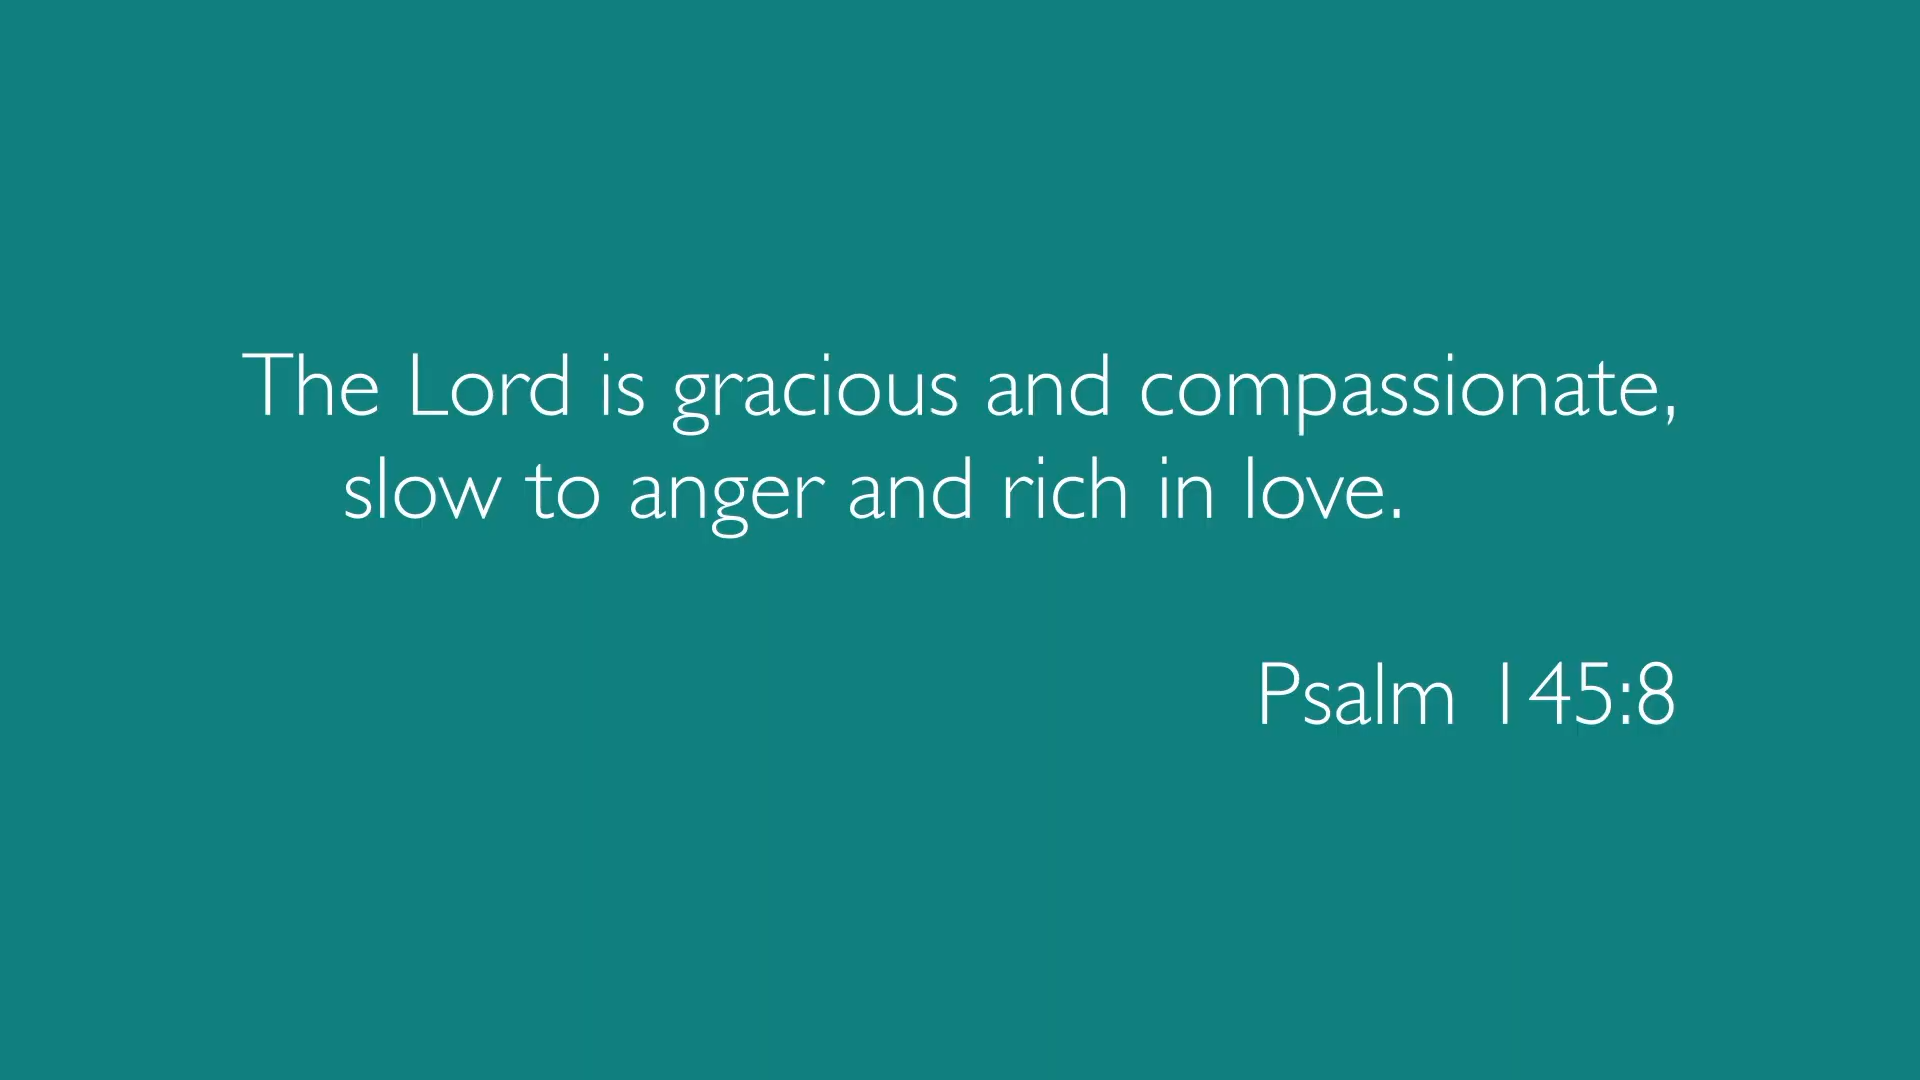 The Lord is gracious and compassionate,
slow to anger and rich in love.
Psalm 145:8